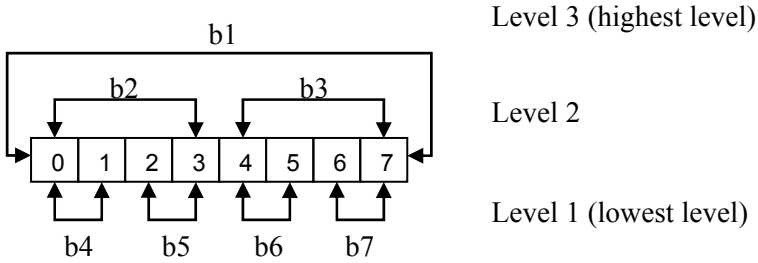 Level 3 (highest level)
b1
b2 b3
Level 2
0 1 2 3 4 5 6 7
Level 1 (lowest level)
b4 b5 b6 b7